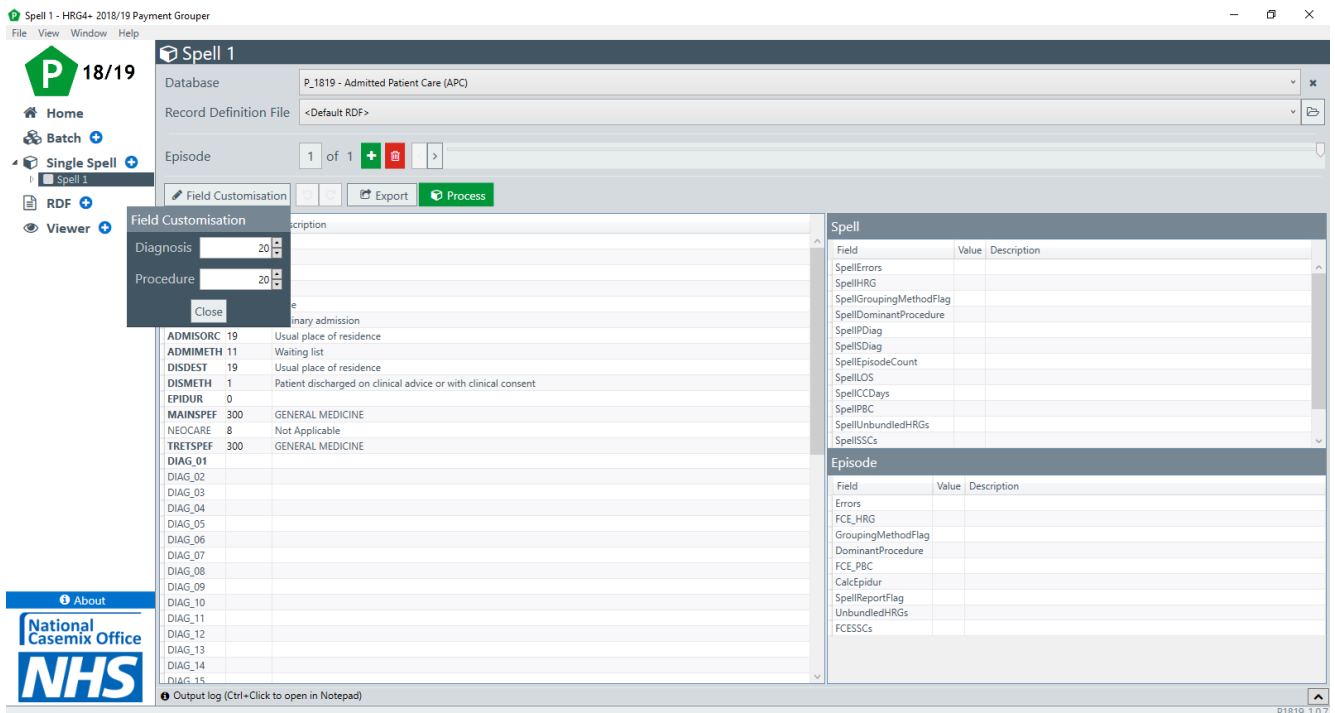 Spell 1 - HRG4+ 2018/19 Payment Grouper
File View Window Help
P 18/19
Home
Batch
Single Spell
Spell 1
RDF
Viewer
Spell 1
Database P_1819 - Admitted Patient Care (APC)
Record Definition File <Default RDF>
Episode 1 of 1
Field Customisation Export Process
Field Customisation
Diagnosis 20
Procedure 20
Close
scription
e
inary admission
ADMISORC 19 Usual place of residence
ADMIMETH 11 Waiting list
DISDEST 19 Usual place of residence
DISMETH 1 Patient discharged on clinical advice or with clinical consent
EPIDUR 0
MAINSPEF 300 GENERAL MEDICINE
NEOCARE 8 Not Applicable
TRETSPEF 300 GENERAL MEDICINE
DIAG_01
DIAG_02
DIAG_03
DIAG_04
DIAG_05
DIAG_06
DIAG_07
DIAG_08
DIAG_09
DIAG_10
DIAG_11
DIAG_12
DIAG_13
DIAG_14
DIAG_15
Spell
Field Value Description
SpellErrors
SpellHRG
SpellGroupingMethodFlag
SpellDominantProcedure
SpellPDiag
SpellSDiag
SpellEpisodeCount
SpellLOS
SpellCCDays
SpellPBC
SpellUnbundledHRGs
SpellSSCs
Episode
Field Value Description
Errors
FCE_HRG
GroupingMethodFlag
DominantProcedure
FCE_PBC
CalcEpidur
SpellReportFlag
UnbundledHRGs
FCESSCs
About
National
Casemix Office
NHS
Output log (Ctrl+Click to open in Notepad)
P1819_1.0.7